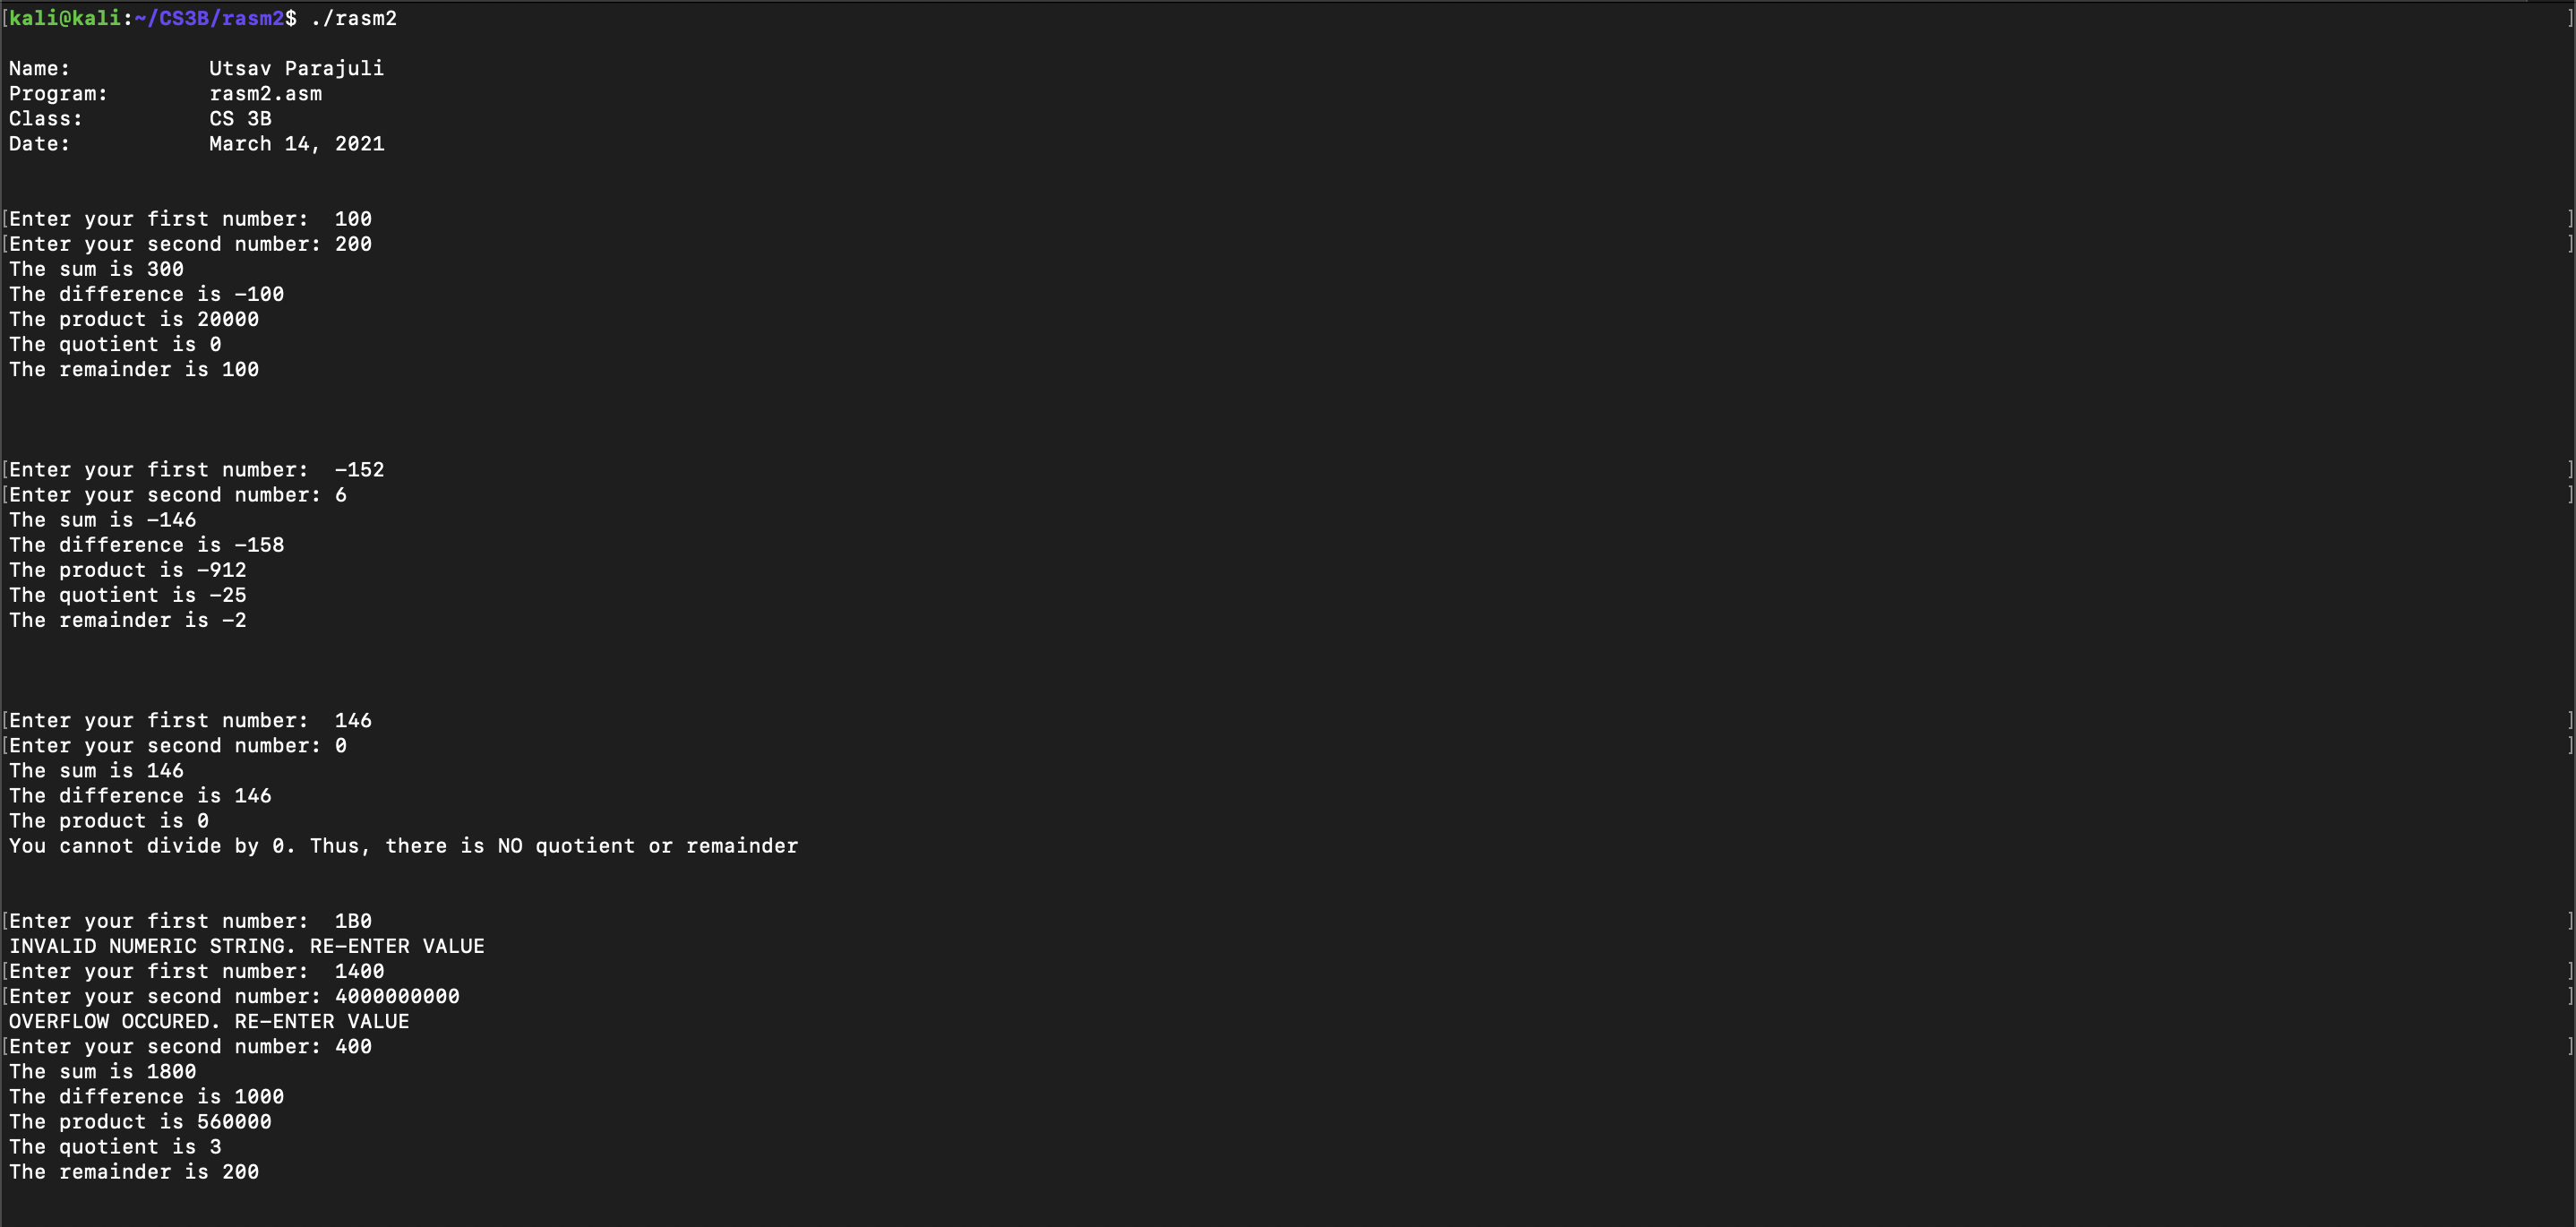 [kali@kali:~/CS3B/rasm2$ ./rasm2 ]
Name: Utsav Parajuli
Program: rasm2.asm
Class: CS 3B
Date: March 14, 2021
[Enter your first number:  100 ]
[Enter your second number: 200 ]
The sum is 300
The difference is -100
The product is 20000
The quotient is 0
The remainder is 100
[Enter your first number:  -152 ]
[Enter your second number: 6 ]
The sum is -146
The difference is -158
The product is -912
The quotient is -25
The remainder is -2
[Enter your first number:  146 ]
[Enter your second number: 0 ]
The sum is 146
The difference is 146
The product is 0
You cannot divide by 0. Thus, there is NO quotient or remainder
[Enter your first number:  1B0 ]
INVALID NUMERIC STRING. RE-ENTER VALUE
[Enter your first number:  1400 ]
[Enter your second number: 4000000000 ]
OVERFLOW OCCURED. RE-ENTER VALUE
[Enter your second number: 400 ]
The sum is 1800
The difference is 1000
The product is 560000
The quotient is 3
The remainder is 200